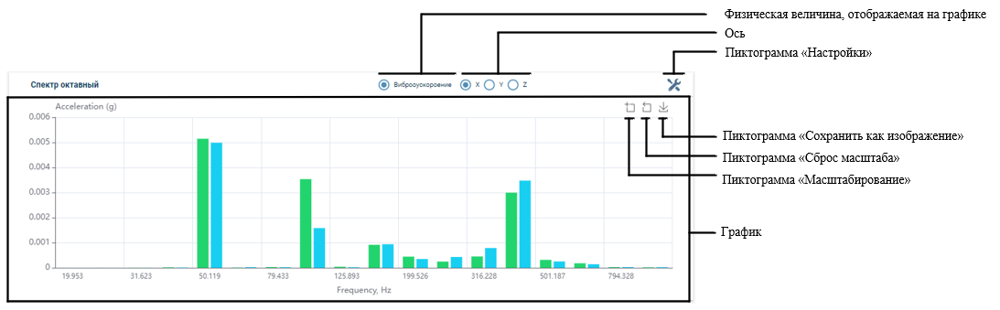 Физическая величина, отображаемая на графике
Ось
Пиктограмма «Настройки»
Спектр октавный
Виброускорение X Y Z
Acceleration (g)
0.006
0.005
0.004
0.003
0.002
0.001
0
19.953 31.623 50.119 79.433 125.893 199.526 316.228 501.187 794.328
Frequency, Hz
Пиктограмма «Сохранить как изображение»
Пиктограмма «Сброс масштаба»
Пиктограмма «Масштабирование»
График